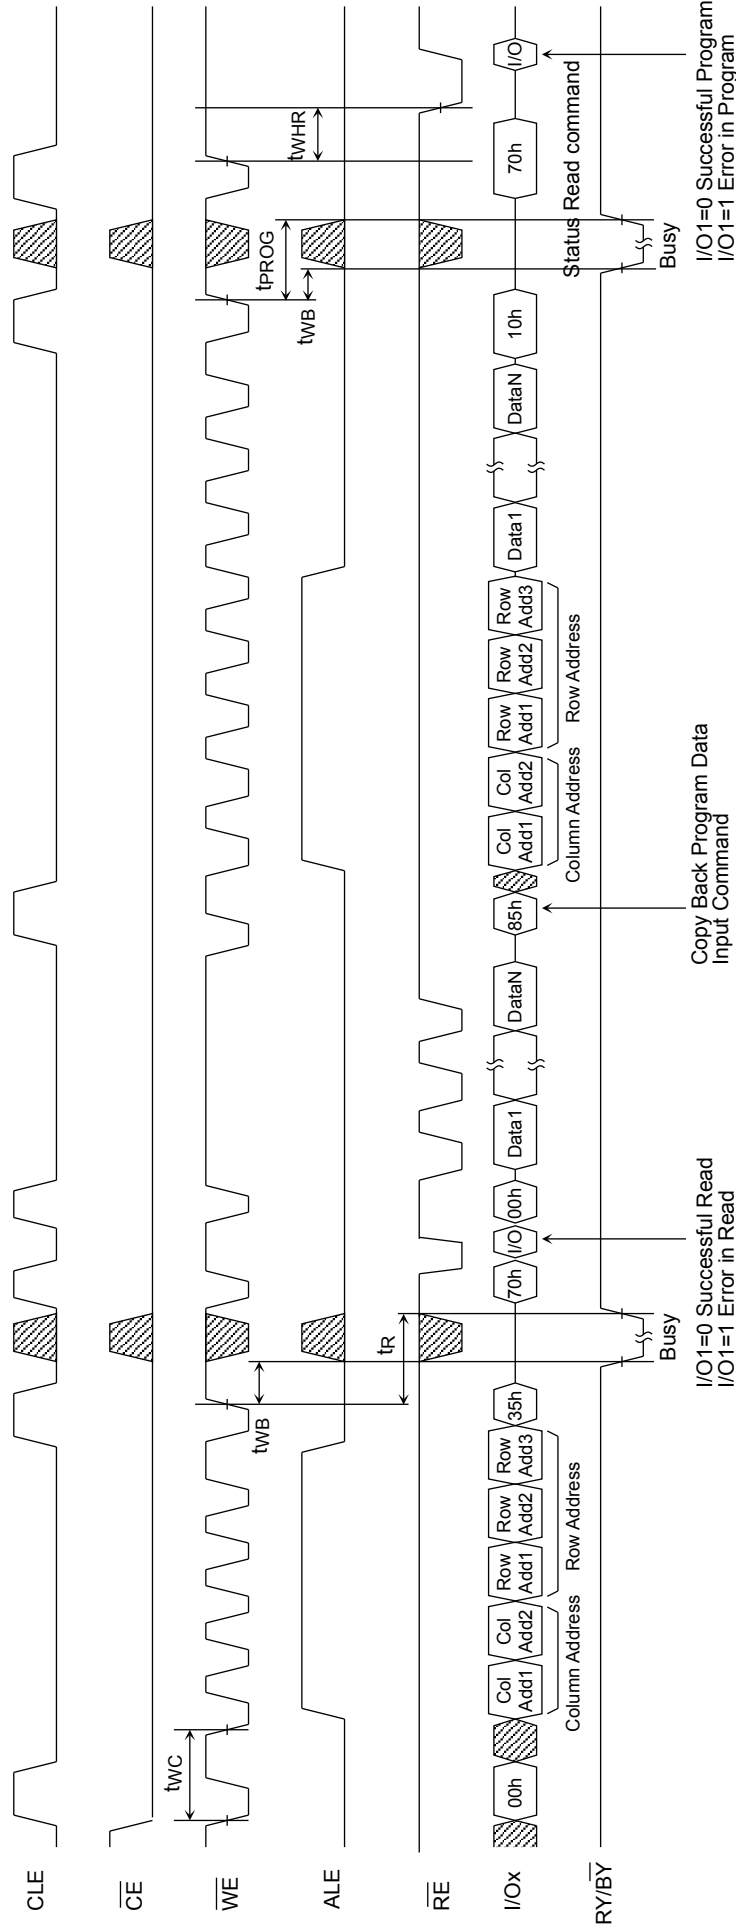 CLE
CE
WE
tWC
tWB
tWB
tPROG
tWHR
ALE
RE
tR
I/Ox
00h
Col Add1
Col Add2
Row Add1
Row Add2
Row Add3
35h
70h
I/O
00h
Data1
DataN
85h
Col Add1
Col Add2
Row Add1
Row Add2
Row Add3
Data1
DataN
10h
70h
I/O
Column Address
Row Address
Column Address
Row Address
Status Read command
RY/BY
Busy
Busy
I/O1=0 Successful Read
I/O1=1 Error in Read
Copy Back Program Data
Input Command
I/O1=0 Successful Program
I/O1=1 Error in Program